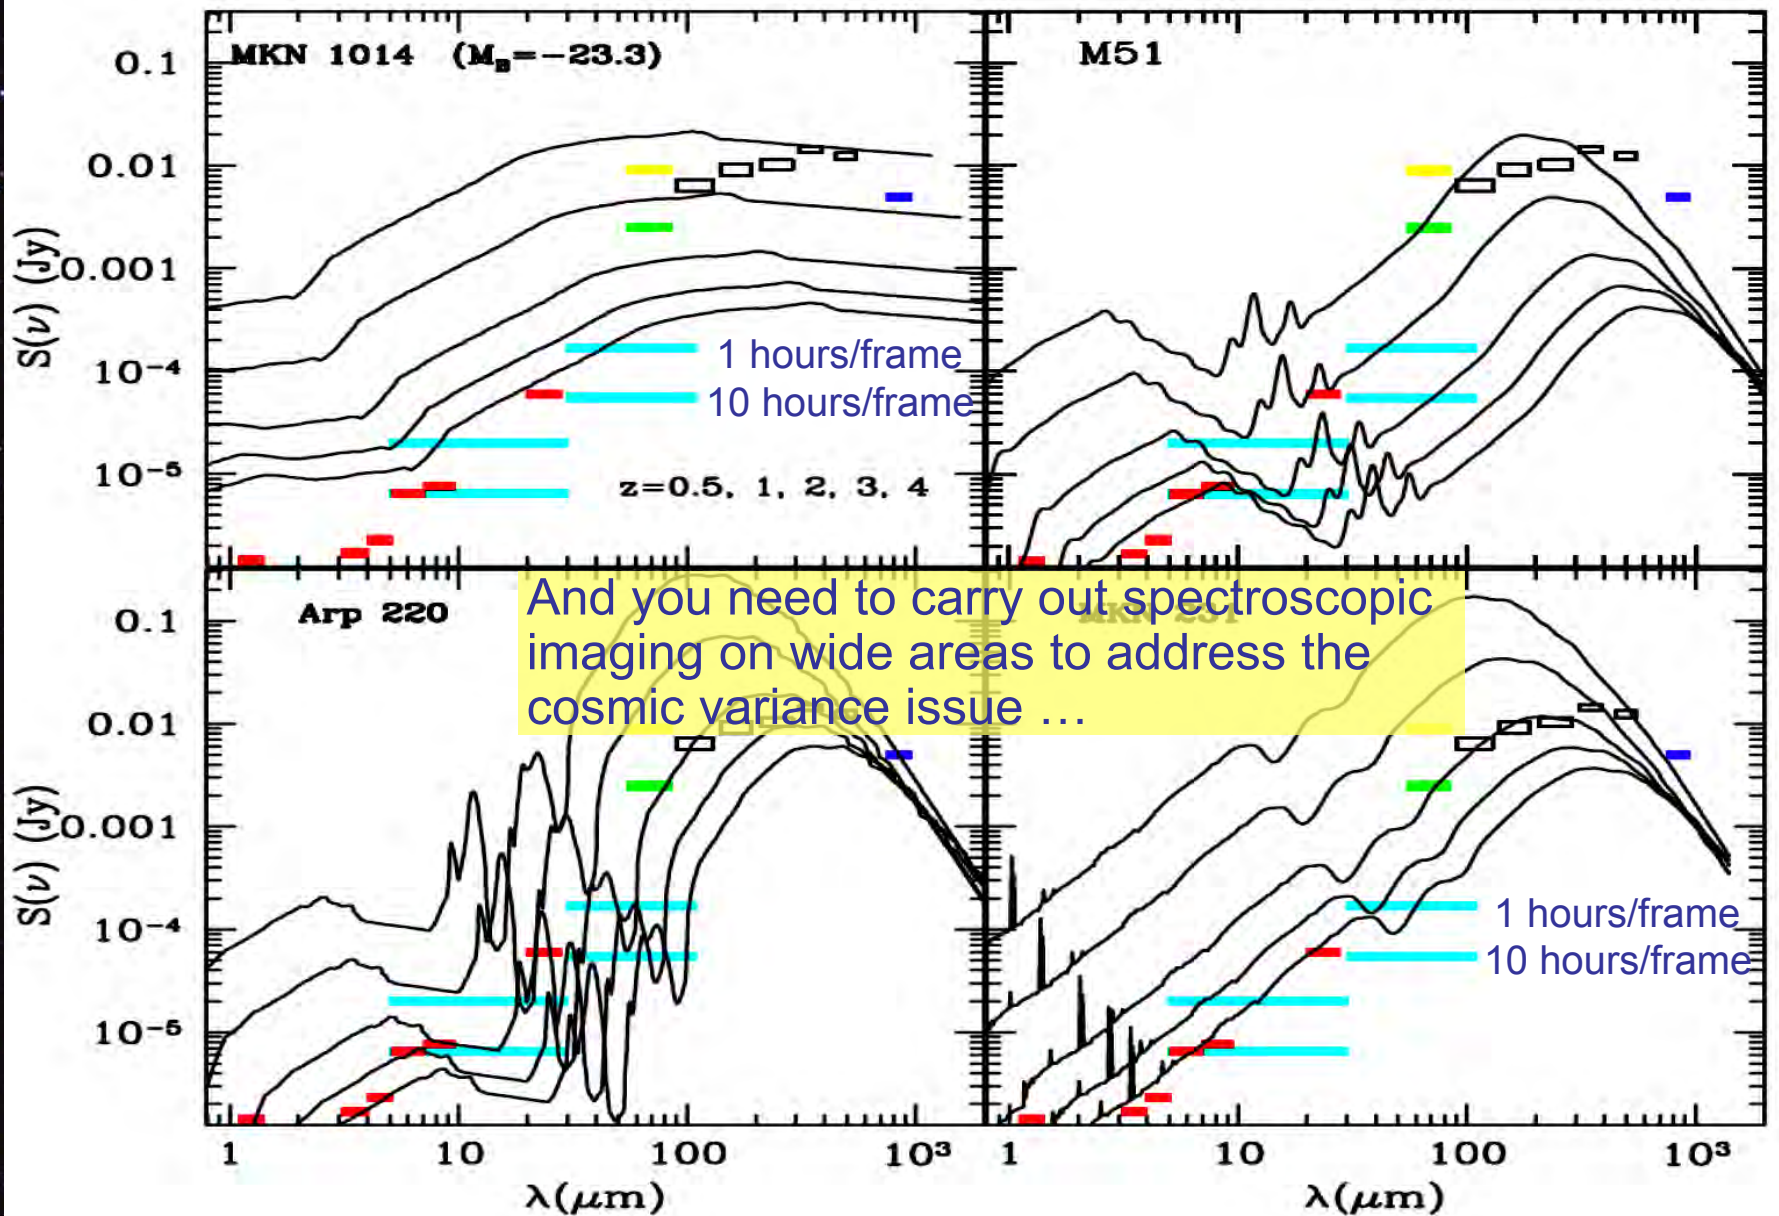 MKN 1014 (M_B=-23.3)
M51
0.1
0.01
0.001
10⁻⁴
10⁻⁵
S(ν) (Jy)
1 hours/frame
10 hours/frame
z=0.5, 1, 2, 3, 4
Arp 220
MKN 231
And you need to carry out spectroscopic
imaging on wide areas to address the
cosmic variance issue …
0.1
0.01
0.001
10⁻⁴
10⁻⁵
S(ν) (Jy)
1 hours/frame
10 hours/frame
1 10 100 10³
1 10 100 10³
λ(μm)
λ(μm)